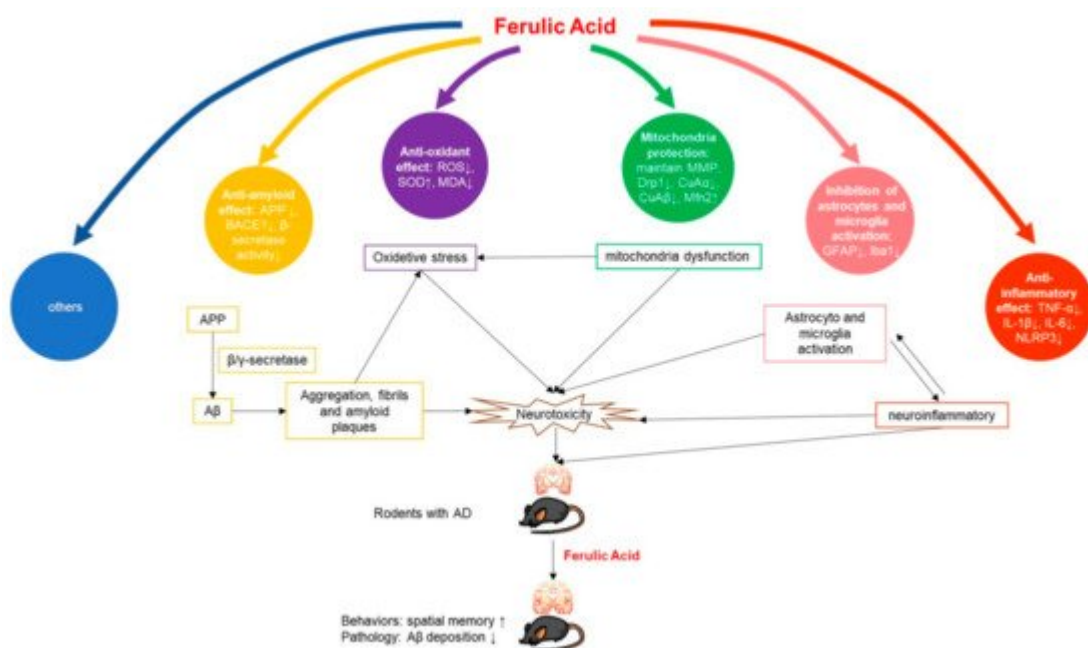 Ferulic Acid
others
Anti-amyloid
effect: APP↓,
BACE1↓, β-
secretase
activity↓
Anti-oxidant
effect: ROS↓,
SOD↑, MDA↓
Mitochondria
protection:
maintain MMP,
Drp1↓, CuAα↓,
CuAβ↓, Mfn2↑
Inhibition of
astrocytes and
microglia
activation:
GFAP↓, Iba1↓
Anti-
inflammatory
effect: TNF-α↓,
IL-1β↓, IL-6↓,
NLRP3↓
Oxidetive stress
mitochondria dysfunction
APP
β/γ-secretase
Aβ
Aggregation, fibrils
and amyloid
plaques
Neurotoxicity
Astrocyto and
microglia
activation
neuroinflammatory
Rodents with AD
Ferulic Acid
Behaviors: spatial memory ↑
Pathology: Aβ deposition ↓